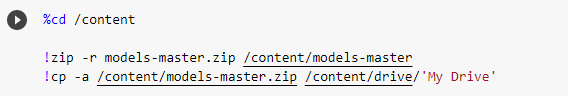 %cd /content
!zip -r models-master.zip /content/models-master
!cp -a /content/models-master.zip /content/drive/'My Drive'